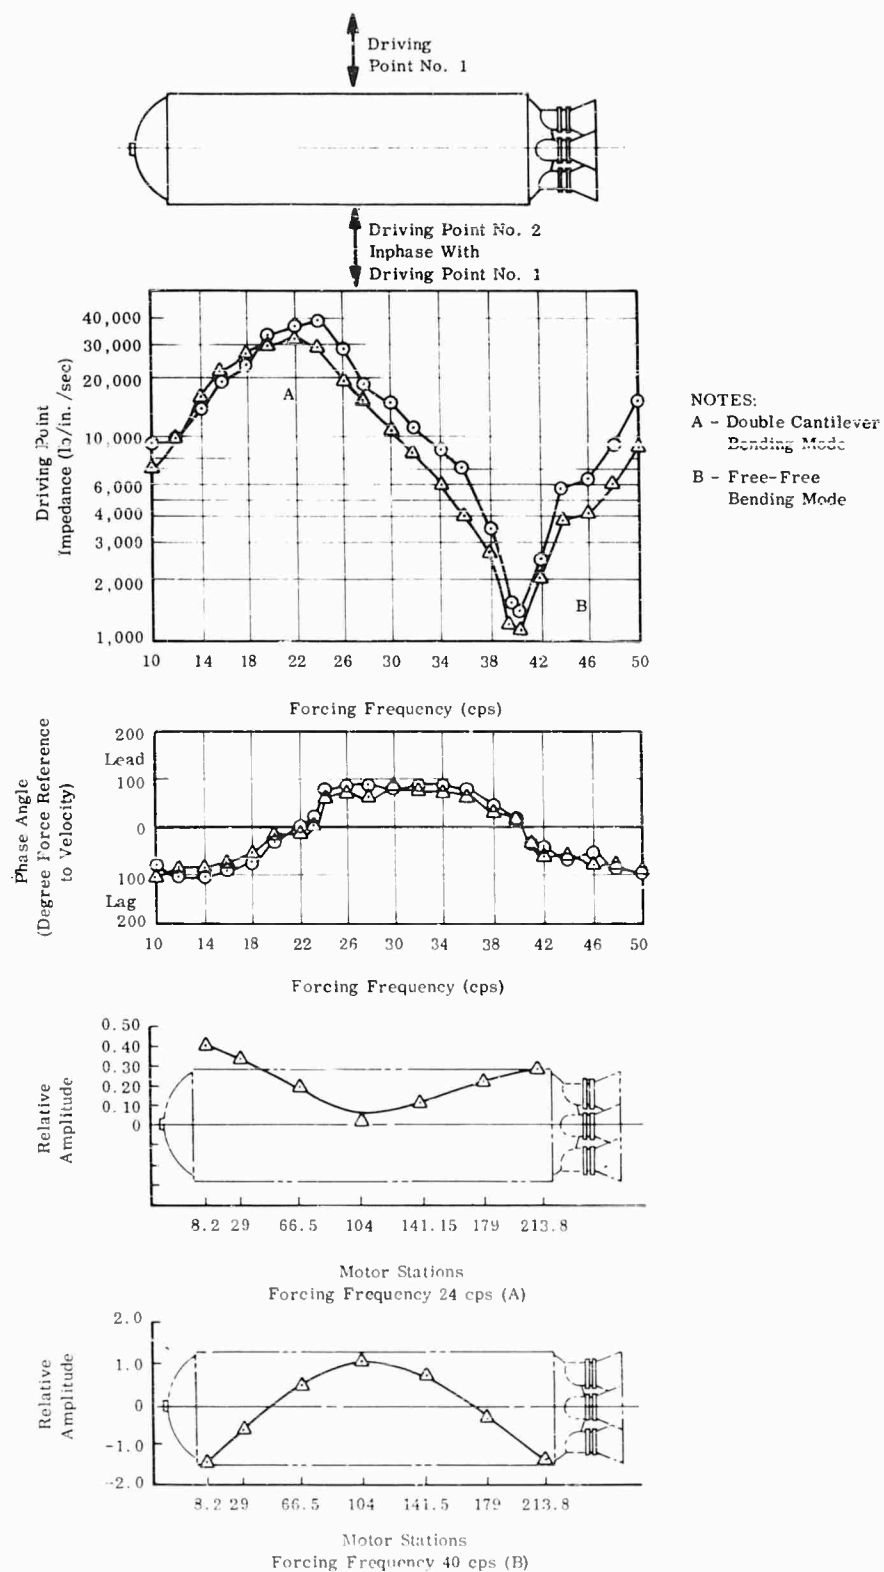 Driving
Point No. 1
Driving Point No. 2
Inphase With
Driving Point No. 1
Driving Point
Impedance (lb/in./sec)
40,000
30,000
20,000
10,000
6,000
4,000
3,000
2,000
1,000
A
B
10 14 18 22 26 30 34 38 42 46 50
Forcing Frequency (cps)
NOTES:
A - Double Cantilever
Bending Mode
B - Free-Free
Bending Mode
Phase Angle
(Degree Force Reference
to Velocity)
200
Lead
100
0
100
Lag
200
10 14 18 22 26 30 34 38 42 46 50
Forcing Frequency (cps)
Relative
Amplitude
0.50
0.40
0.30
0.20
0.10
0
8.2 29 66.5 104 141.15 179 213.8
Motor Stations
Forcing Frequency 24 cps (A)
Relative
Amplitude
2.0
1.0
0
-1.0
-2.0
8.2 29 66.5 104 141.5 179 213.8
Motor Stations
Forcing Frequency 40 cps (B)